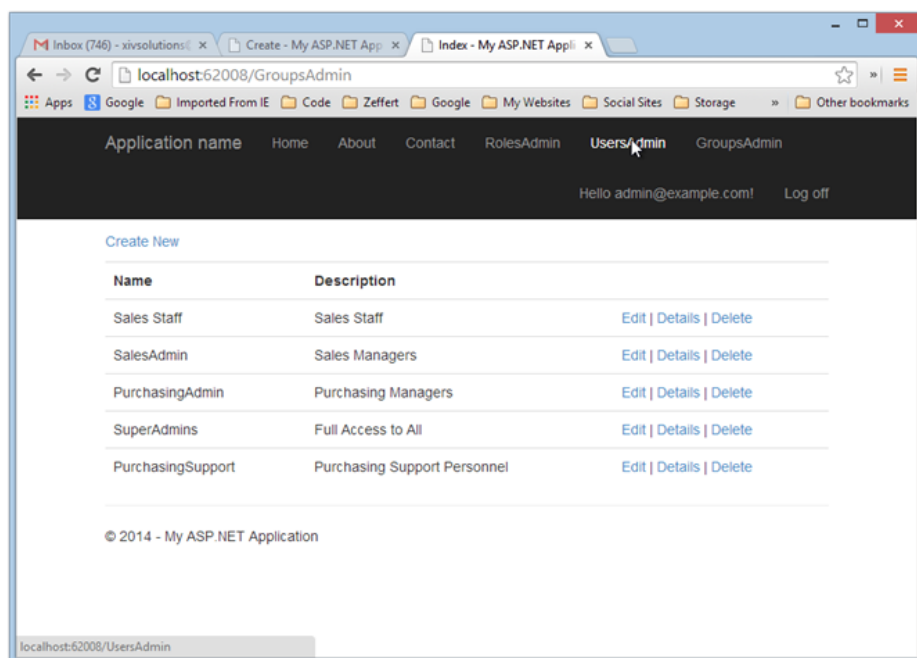 Inbox (746) - xivsolutions( Create - My ASP.NET App Index - My ASP.NET Appli
localhost:62008/GroupsAdmin
Apps Google Imported From IE Code Zeffert Google My Websites Social Sites Storage » Other bookmarks
Application name Home About Contact RolesAdmin UsersAdmin GroupsAdmin
Hello admin@example.com! Log off
Create New
Name Description
Sales Staff Sales Staff Edit | Details | Delete
SalesAdmin Sales Managers Edit | Details | Delete
PurchasingAdmin Purchasing Managers Edit | Details | Delete
SuperAdmins Full Access to All Edit | Details | Delete
PurchasingSupport Purchasing Support Personnel Edit | Details | Delete
© 2014 - My ASP.NET Application
localhost:62008/UsersAdmin